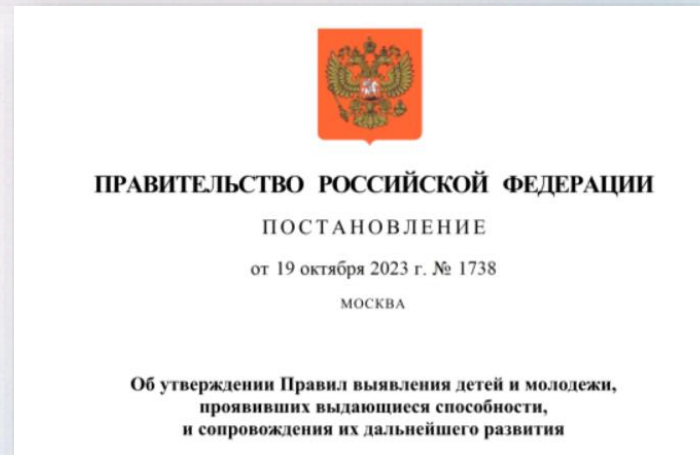 ПРАВИТЕЛЬСТВО РОССИЙСКОЙ ФЕДЕРАЦИИ
ПОСТАНОВЛЕНИЕ
от 19 октября 2023 г. № 1738
МОСКВА
Об утверждении Правил выявления детей и молодежи,
проявивших выдающиеся способности,
и сопровождения их дальнейшего развития